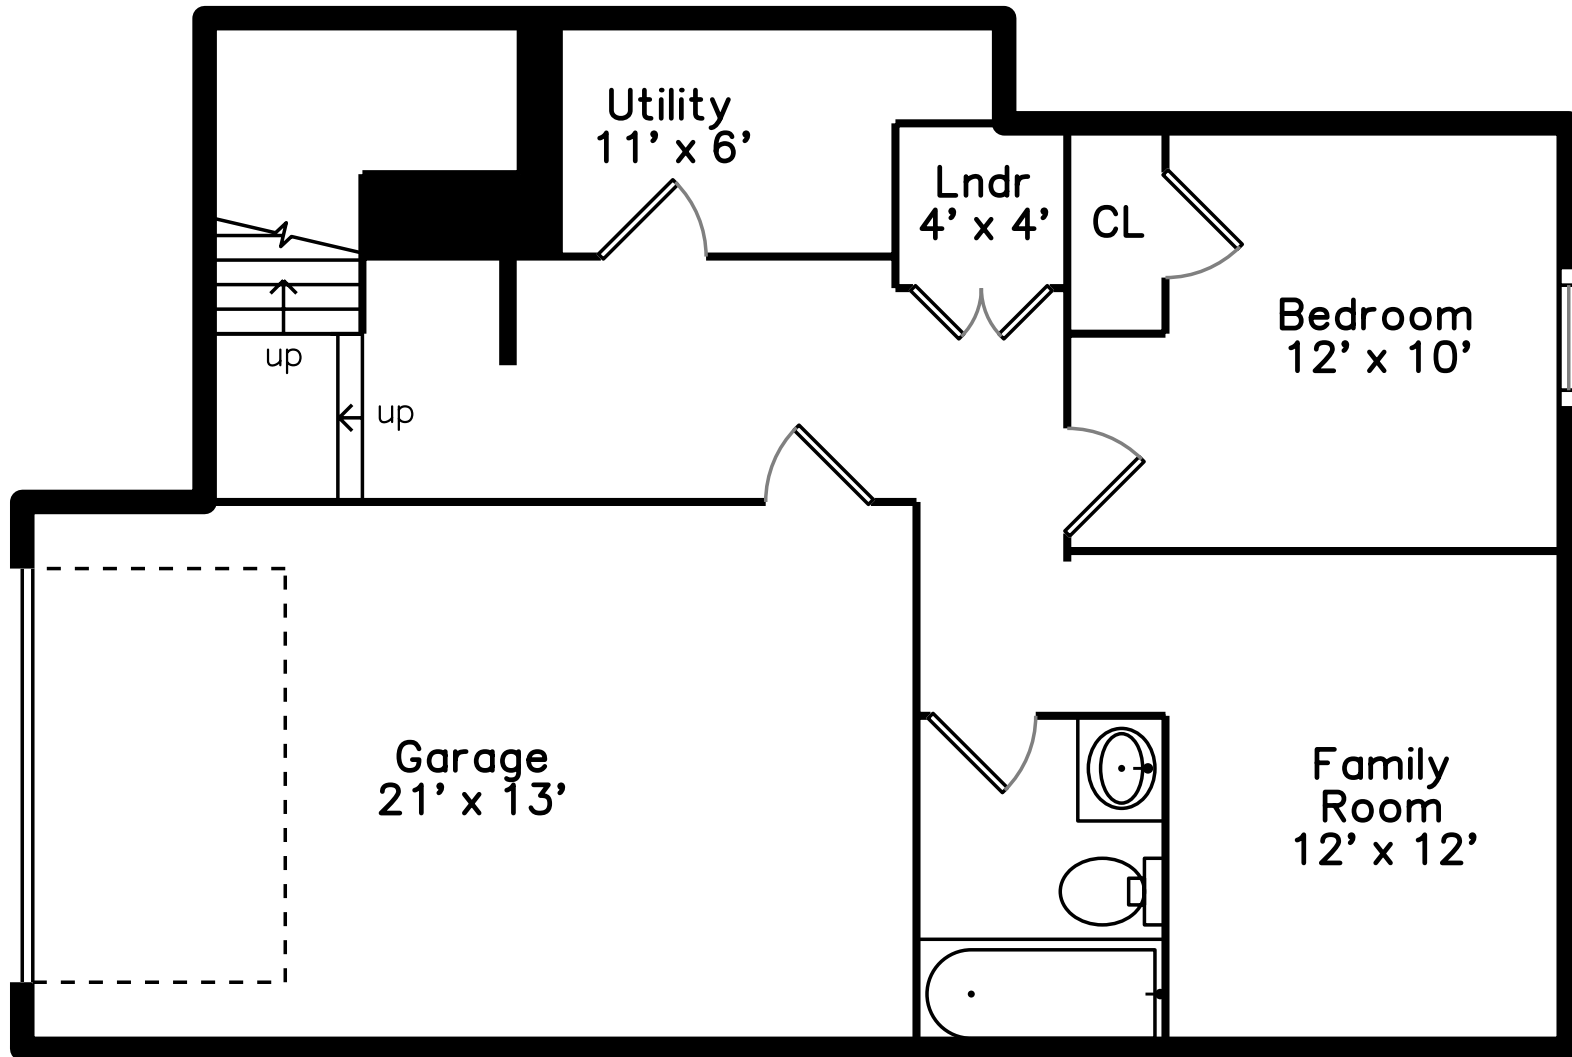 Utility
11' x 6'
Lndr
4' x 4'
CL
Bedroom
12' x 10'
up
up
Garage
21' x 13'
Family
Room
12' x 12'